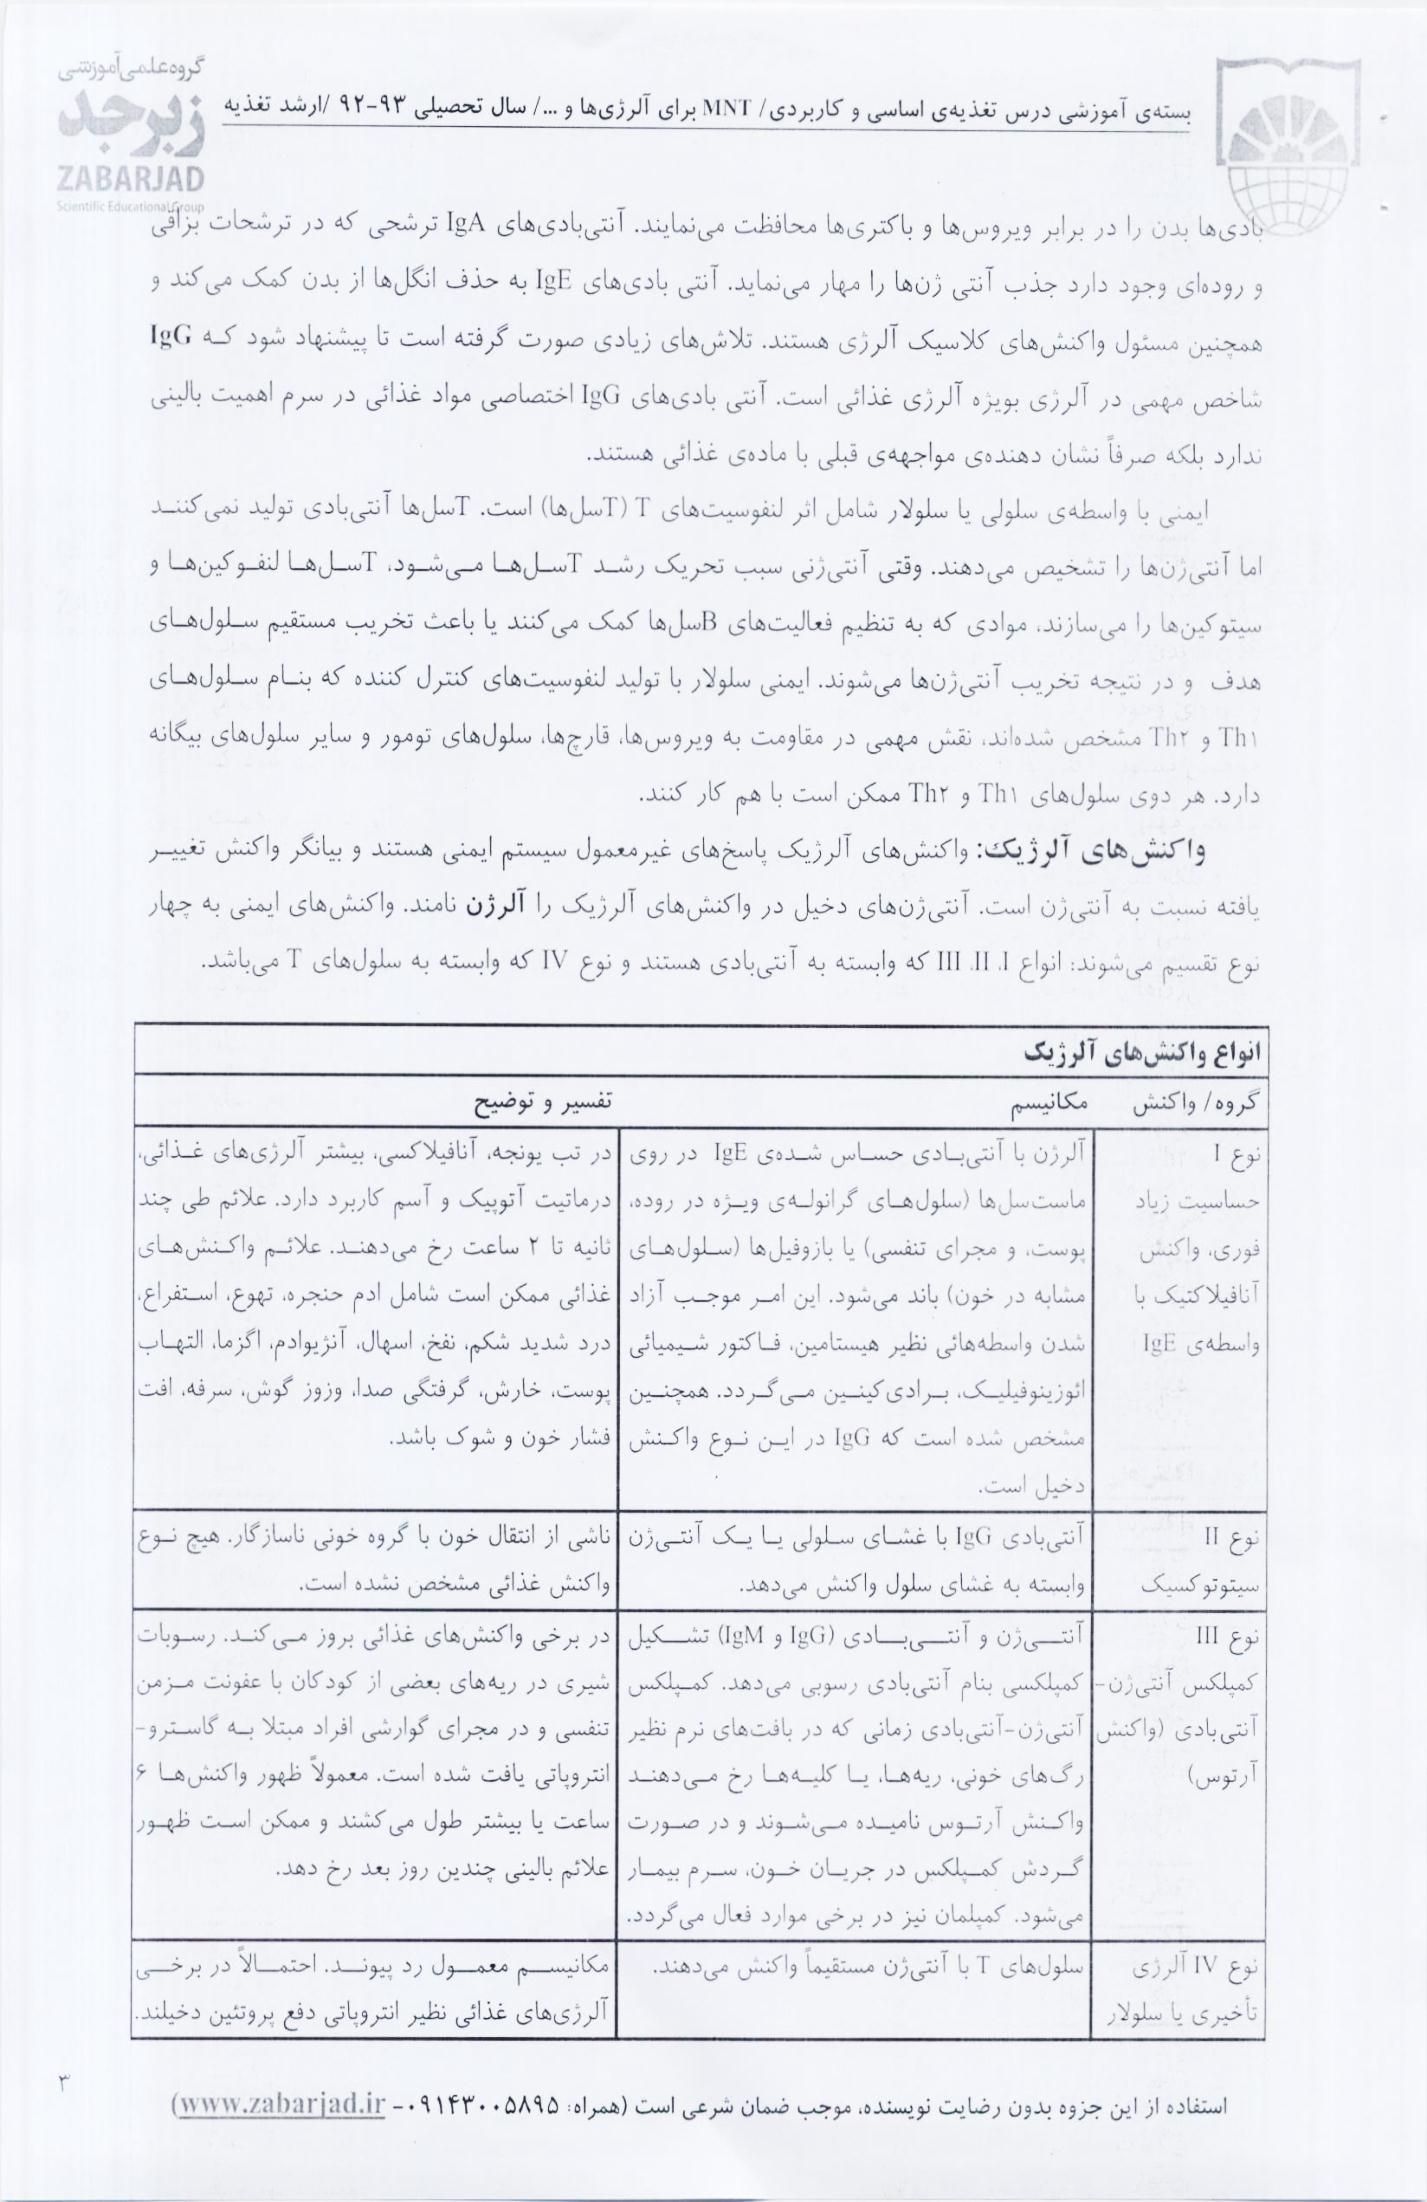 گروه علمی آموزشی
زبرجد
ZABARJAD
Scientific Educational Group
بسته‌ی آموزشی درس تغذیه‌ی اساسی و کاربردی/ MNT برای آلرژی‌ها و .../ سال تحصیلی ۹۳-۹۲ /ارشد تغذیه
بادی‌ها بدن را در برابر ویروس‌ها و باکتری‌ها محافظت می‌نمایند. آنتی‌بادی‌های IgA ترشحی که در ترشحات بزاقی
و روده‌ای وجود دارد جذب آنتی ژن‌ها را مهار می‌نماید. آنتی بادی‌های IgE به حذف انگل‌ها از بدن کمک می‌کند و
همچنین مسئول واکنش‌های کلاسیک آلرژی هستند. تلاش‌های زیادی صورت گرفته است تا پیشنهاد شود که IgG
شاخص مهمی در آلرژی بویژه آلرژی غذائی است. آنتی بادی‌های IgG اختصاصی مواد غذائی در سرم اهمیت بالینی
ندارد بلکه صرفاً نشان دهنده‌ی مواجهه‌ی قبلی با ماده‌ی غذائی هستند.
ایمنی با واسطه‌ی سلولی یا سلولار شامل اثر لنفوسیت‌های T (Tسل‌ها) است. Tسل‌ها آنتی‌بادی تولید نمی‌کنند
اما آنتی‌ژن‌ها را تشخیص می‌دهند. وقتی آنتی‌ژنی سبب تحریک رشد Tسل‌ها می‌شود، Tسل‌ها لنفوکین‌ها و
سیتوکین‌ها را می‌سازند، موادی که به تنظیم فعالیت‌های Bسل‌ها کمک می‌کنند یا باعث تخریب مستقیم سلول‌های
هدف و در نتیجه تخریب آنتی‌ژن‌ها می‌شوند. ایمنی سلولار با تولید لنفوسیت‌های کنترل کننده که بنام سلول‌های
Th۱ و Th۲ مشخص شده‌اند، نقش مهمی در مقاومت به ویروس‌ها، قارچ‌ها، سلول‌های تومور و سایر سلول‌های بیگانه
دارد. هر دوی سلول‌های Th۱ و Th۲ ممکن است با هم کار کنند.
واکنش‌های آلرژیک: واکنش‌های آلرژیک پاسخ‌های غیرمعمول سیستم ایمنی هستند و بیانگر واکنش تغییر
یافته نسبت به آنتی‌ژن است. آنتی‌ژن‌های دخیل در واکنش‌های آلرژیک را آلرژن نامند. واکنش‌های ایمنی به چهار
نوع تقسیم می‌شوند: انواع I، II، III که وابسته به آنتی‌بادی هستند و نوع IV که وابسته به سلول‌های T می‌باشد.
انواع واکنش‌های آلرژیک
گروه/ واکنش مکانیسم تفسیر و توضیح
نوع I
حساسیت زیاد
فوری، واکنش
آنافیلاکتیک با
واسطه‌ی IgE
آلرژن با آنتی‌بادی حساس شده‌ی IgE در روی
ماست‌سل‌ها (سلول‌های گرانوله‌ی ویژه در روده،
پوست، و مجرای تنفسی) یا بازوفیل‌ها (سلول‌های
مشابه در خون) باند می‌شود. این امر موجب آزاد
شدن واسطه‌هائی نظیر هیستامین، فاکتور شیمیائی
ائوزینوفیلیک، برادی‌کینین می‌گردد. همچنین
مشخص شده است که IgG در این نوع واکنش
دخیل است.
در تب یونجه، آنافیلاکسی، بیشتر آلرژی‌های غذائی،
درماتیت آتوپیک و آسم کاربرد دارد. علائم طی چند
ثانیه تا ۲ ساعت رخ می‌دهند. علائم واکنش‌های
غذائی ممکن است شامل ادم حنجره، تهوع، استفراغ،
درد شدید شکم، نفخ، اسهال، آنژیوادم، اگزما، التهاب
پوست، خارش، گرفتگی صدا، وزوز گوش، سرفه، افت
فشار خون و شوک باشد.
نوع II
سیتوتوکسیک
آنتی‌بادی IgG با غشای سلولی یا یک آنتی‌ژن
وابسته به غشای سلول واکنش می‌دهد.
ناشی از انتقال خون با گروه خونی ناسازگار. هیچ نوع
واکنش غذائی مشخص نشده است.
نوع III
کمپلکس آنتی‌ژن-
آنتی‌بادی (واکنش
آرتوس)
آنتی‌ژن و آنتی‌بادی (IgG و IgM) تشکیل
کمپلکسی بنام آنتی‌بادی رسوبی می‌دهد. کمپلکس
آنتی‌ژن-آنتی‌بادی زمانی که در بافت‌های نرم نظیر
رگ‌های خونی، ریه‌ها، یا کلیه‌ها رخ می‌دهند
واکنش آرتوس نامیده می‌شوند و در صورت
گردش کمپلکس در جریان خون، سرم بیمار
می‌شود. کمپلمان نیز در برخی موارد فعال می‌گردد.
در برخی واکنش‌های غذائی بروز می‌کند. رسوبات
شیری در ریه‌های بعضی از کودکان با عفونت مزمن
تنفسی و در مجرای گوارشی افراد مبتلا به گاسترو-
انتروپاتی یافت شده است. معمولاً ظهور واکنش‌ها ۶
ساعت یا بیشتر طول می‌کشند و ممکن است ظهور
علائم بالینی چندین روز بعد رخ دهد.
نوع IV آلرژی
تأخیری یا سلولار
سلول‌های T با آنتی‌ژن مستقیماً واکنش می‌دهند.
مکانیسم معمول رد پیوند. احتمالاً در برخی
آلرژی‌های غذائی نظیر انتروپاتی دفع پروتئین دخیلند.
استفاده از این جزوه بدون رضایت نویسنده، موجب ضمان شرعی است (همراه: ۰۹۱۴۳۰۰۵۸۹۵- www.zabarjad.ir)
۳